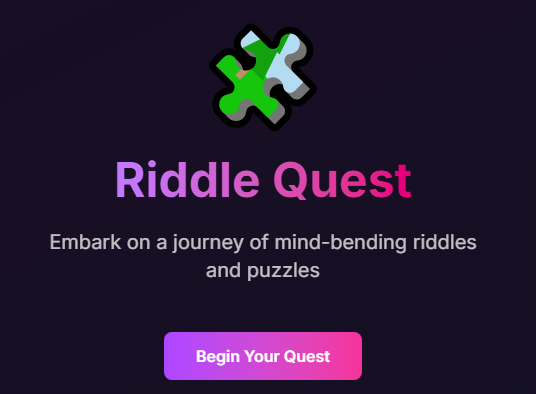 Riddle Quest
Embark on a journey of mind-bending riddles
and puzzles
Begin Your Quest